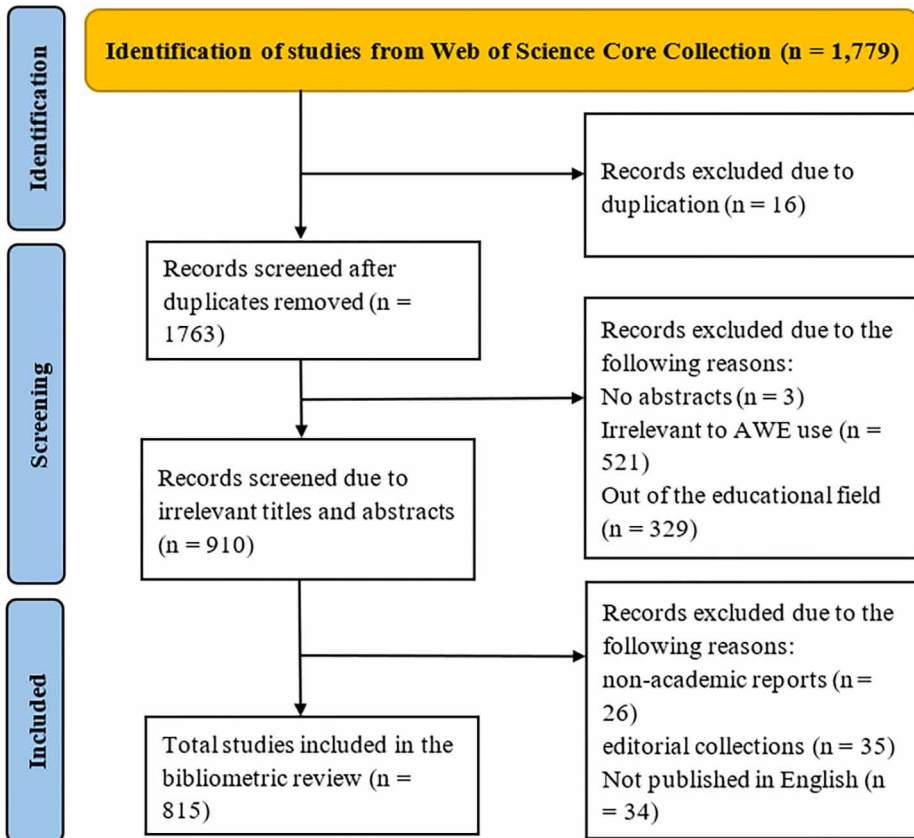 Identification
Identification of studies from Web of Science Core Collection (n = 1,779)
Records excluded due to
duplication (n = 16)
Screening
Records screened after
duplicates removed (n =
1763)
Records excluded due to the
following reasons:
No abstracts (n = 3)
Irrelevant to AWE use (n =
521)
Out of the educational field
(n = 329)
Records screened due to
irrelevant titles and abstracts
(n = 910)
Included
Records excluded due to the
following reasons:
non-academic reports (n =
26)
editorial collections (n = 35)
Not published in English (n
= 34)
Total studies included in the
bibliometric review (n =
815)